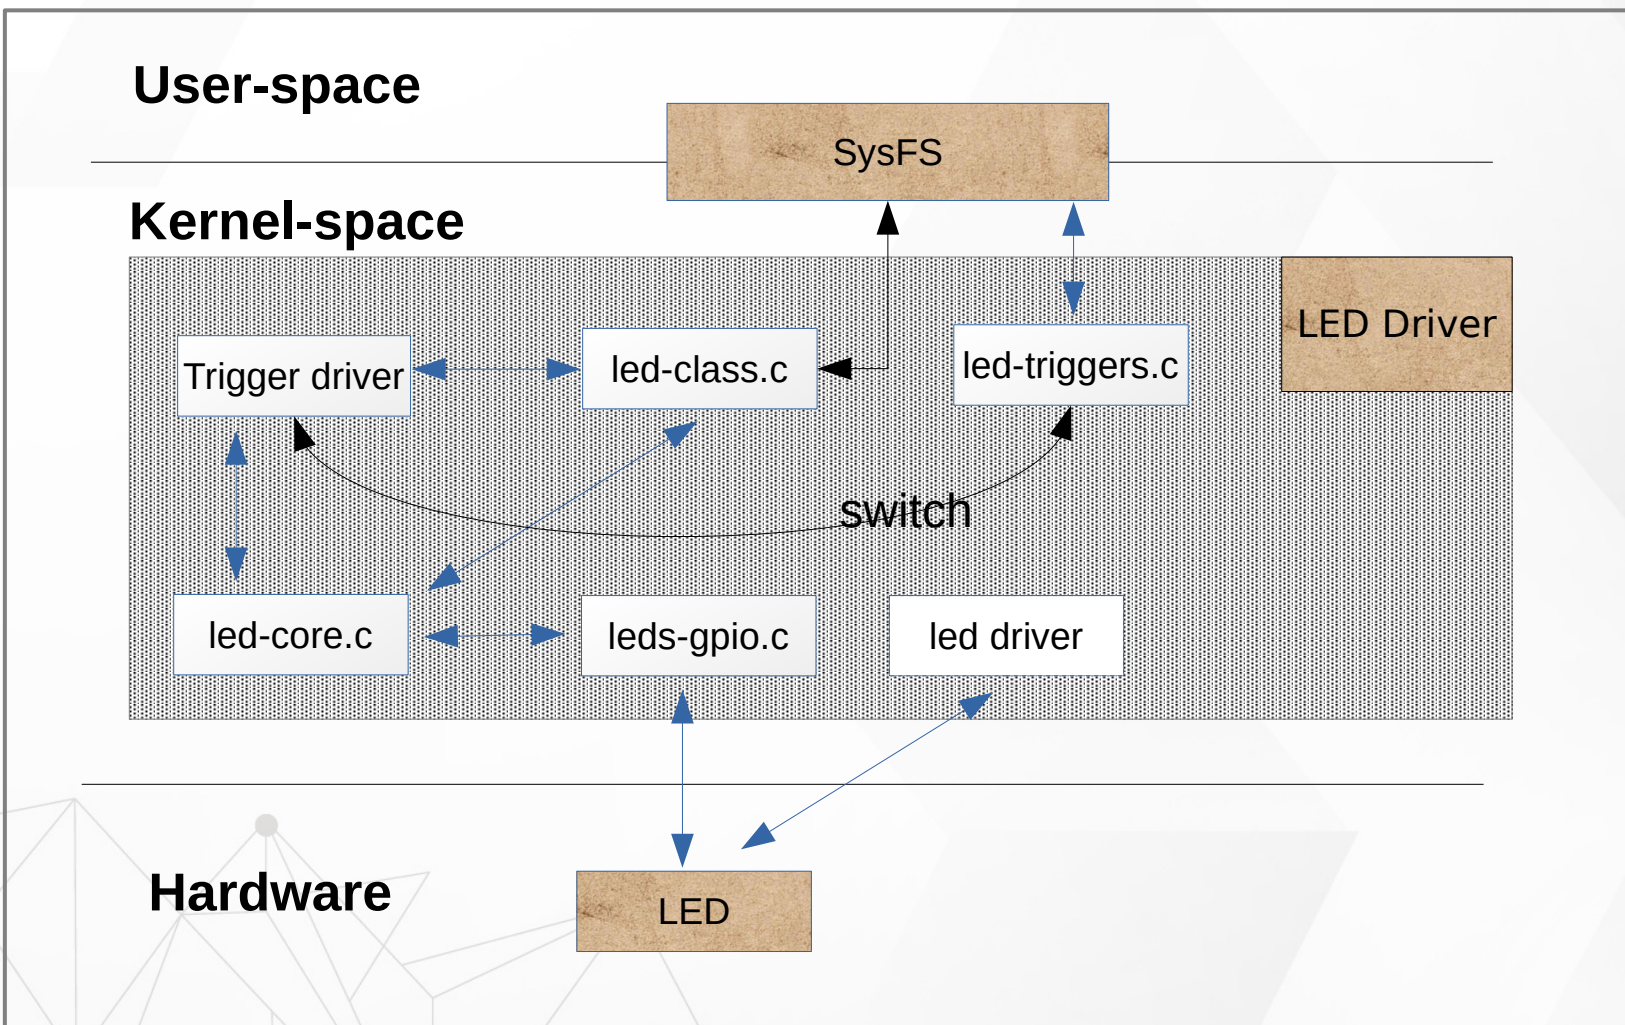 User-space
SysFS
Kernel-space
LED Driver
Trigger driver
led-class.c
led-triggers.c
switch
led-core.c
leds-gpio.c
led driver
Hardware
LED